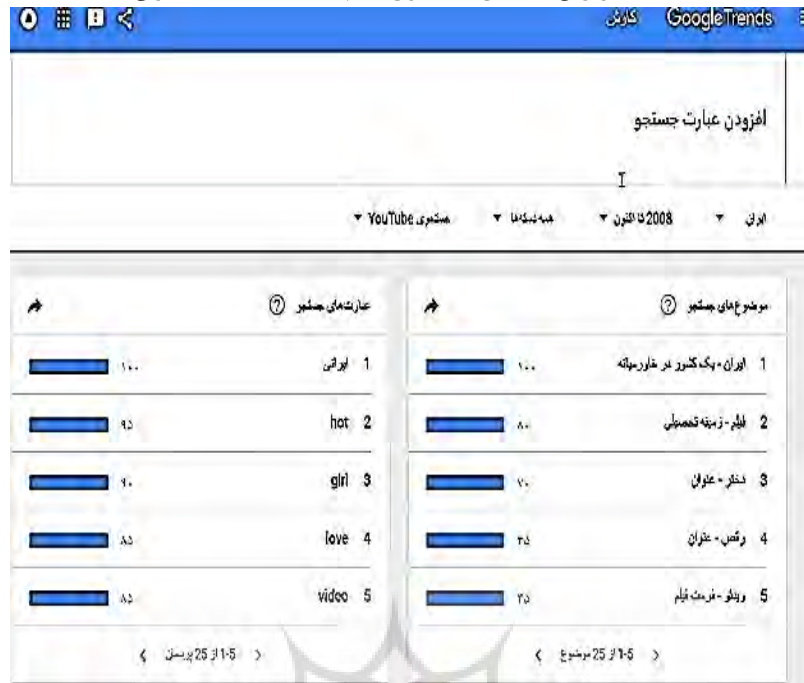 GoogleTrends کاوش
افزودن عبارت جستجو
ایران 2008 تا اکنون همه دسته‌ها جستجوی YouTube
موضوع‌های جستجو
1 ایران - یک کشور در خاورمیانه ۱۰۰
2 فیلم - زمینه تحصیلی ۸۰
3 دختر - عنوان ۷۰
4 رقص - عنوان ۳۵
5 ویدئو - فرمت فیلم ۳۵
1-5 از 25 موضوع
عبارت‌های جستجو
1 ایرانی ۱۰۰
2 hot ۹۵
3 girl ۹۰
4 love ۸۵
5 video ۸۵
1-5 از 25 پرسش